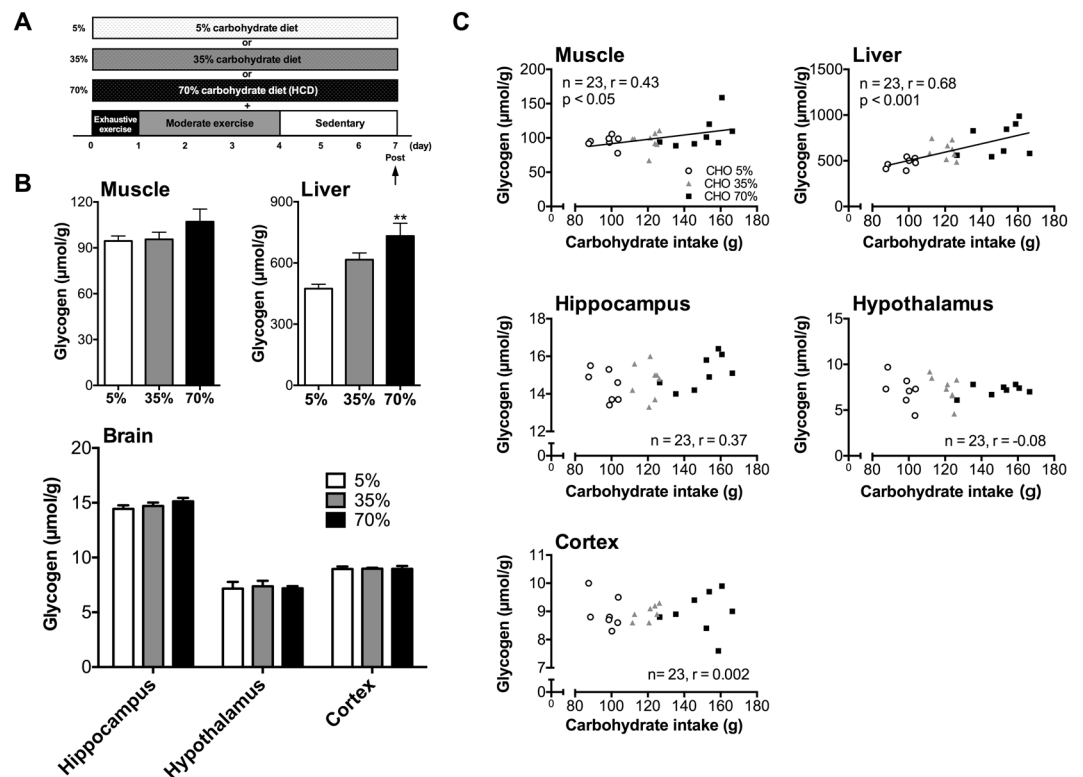 A
5% 5% carbohydrate diet
or
35% 35% carbohydrate diet
or
70% 70% carbohydrate diet (HCD)
+
Exhaustive exercise Moderate exercise Sedentary
0 1 2 3 4 5 6 7 (day)
Post
B
Muscle
Glycogen (µmol/g)
120
90
60
30
0
5% 35% 70%
Liver
Glycogen (µmol/g)
900
600
300
0
**
5% 35% 70%
Brain
Glycogen (µmol/g)
20
15
10
5
0
5%
35%
70%
Hippocampus
Hypothalamus
Cortex
C
Muscle
n = 23, r = 0.43
p < 0.05
Glycogen (µmol/g)
200
150
100
50
0
CHO 5%
CHO 35%
CHO 70%
0 80 100 120 140 160 180
Carbohydrate intake (g)
Liver
n = 23, r = 0.68
p < 0.001
Glycogen (µmol/g)
1500
1000
500
0
0 80 100 120 140 160 180
Carbohydrate intake (g)
Hippocampus
Glycogen (µmol/g)
18
16
14
12
0
n = 23, r = 0.37
0 80 100 120 140 160 180
Carbohydrate intake (g)
Hypothalamus
Glycogen (µmol/g)
15
10
5
0
n = 23, r = -0.08
0 80 100 120 140 160 180
Carbohydrate intake (g)
Cortex
Glycogen (µmol/g)
11
10
9
8
7
0
n= 23, r = 0.002
0 80 100 120 140 160 180
Carbohydrate intake (g)